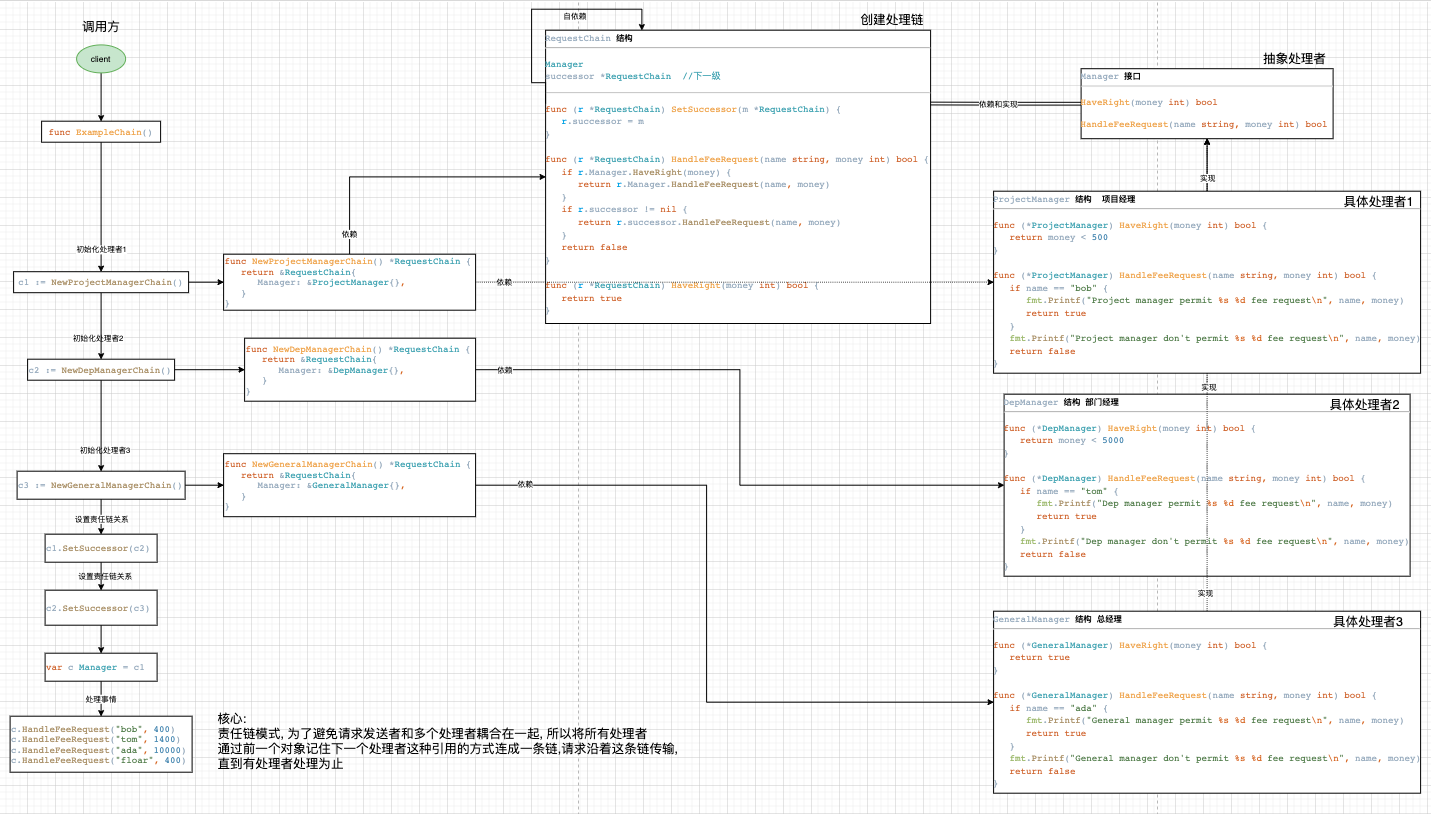 调用方
client
func ExampleChain()
初始化处理者1
c1 := NewProjectManagerChain()
初始化处理者2
c2 := NewDepManagerChain()
初始化处理者3
c3 := NewGeneralManagerChain()
设置责任链关系
c1.SetSuccessor(c2)
设置责任链关系
c2.SetSuccessor(c3)
var c Manager = c1
处理事情
c.HandleFeeRequest("bob", 400)
c.HandleFeeRequest("tom", 1400)
c.HandleFeeRequest("ada", 10000)
c.HandleFeeRequest("floar", 400)
依赖
func NewProjectManagerChain() *RequestChain {
return &RequestChain{
Manager: &ProjectManager{},
}
}
依赖
func NewDepManagerChain() *RequestChain {
return &RequestChain{
Manager: &DepManager{},
}
}
依赖
func NewGeneralManagerChain() *RequestChain {
return &RequestChain{
Manager: &GeneralManager{},
}
}
依赖
核心:
责任链模式, 为了避免请求发送者和多个处理者耦合在一起, 所以将所有处理者
通过前一个对象记住下一个处理者这种引用的方式连成一条链,请求沿着这条链传输,
直到有处理者处理为止
自依赖
创建处理链
RequestChain 结构
Manager
successor *RequestChain //下一级
func (r *RequestChain) SetSuccessor(m *RequestChain) {
r.successor = m
}
func (r *RequestChain) HandleFeeRequest(name string, money int) bool {
if r.Manager.HaveRight(money) {
return r.Manager.HandleFeeRequest(name, money)
}
if r.successor != nil {
return r.successor.HandleFeeRequest(name, money)
}
return false
}
func (r *RequestChain) HaveRight(money int) bool {
return true
}
依赖和实现
抽象处理者
Manager 接口
HaveRight(money int) bool
HandleFeeRequest(name string, money int) bool
实现
ProjectManager 结构 项目经理
具体处理者1
func (*ProjectManager) HaveRight(money int) bool {
return money < 500
}
func (*ProjectManager) HandleFeeRequest(name string, money int) bool {
if name == "bob" {
fmt.Printf("Project manager permit %s %d fee request\n", name, money)
return true
}
fmt.Printf("Project manager don't permit %s %d fee request\n", name, money)
return false
}
实现
DepManager 结构 部门经理
具体处理者2
func (*DepManager) HaveRight(money int) bool {
return money < 5000
}
func (*DepManager) HandleFeeRequest(name string, money int) bool {
if name == "tom" {
fmt.Printf("Dep manager permit %s %d fee request\n", name, money)
return true
}
fmt.Printf("Dep manager don't permit %s %d fee request\n", name, money)
return false
}
实现
GeneralManager 结构 总经理
具体处理者3
func (*GeneralManager) HaveRight(money int) bool {
return true
}
func (*GeneralManager) HandleFeeRequest(name string, money int) bool {
if name == "ada" {
fmt.Printf("General manager permit %s %d fee request\n", name, money)
return true
}
fmt.Printf("General manager don't permit %s %d fee request\n", name, money)
return false
}